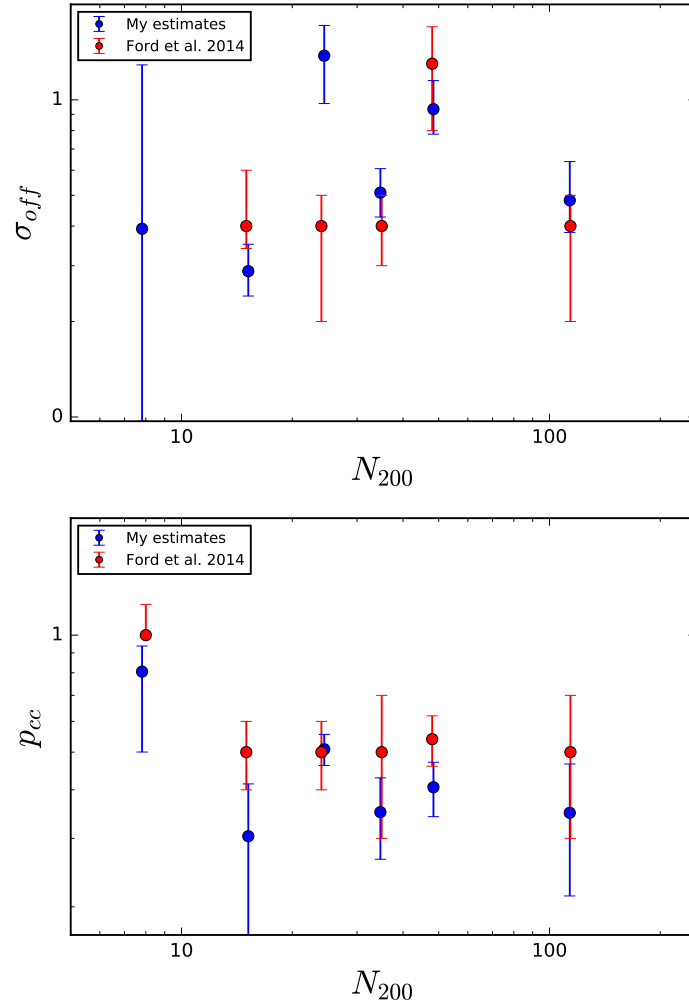 My estimates
Ford et al. 2014
1
σ_off
0
10
100
N_200
My estimates
Ford et al. 2014
1
p_cc
10
100
N_200